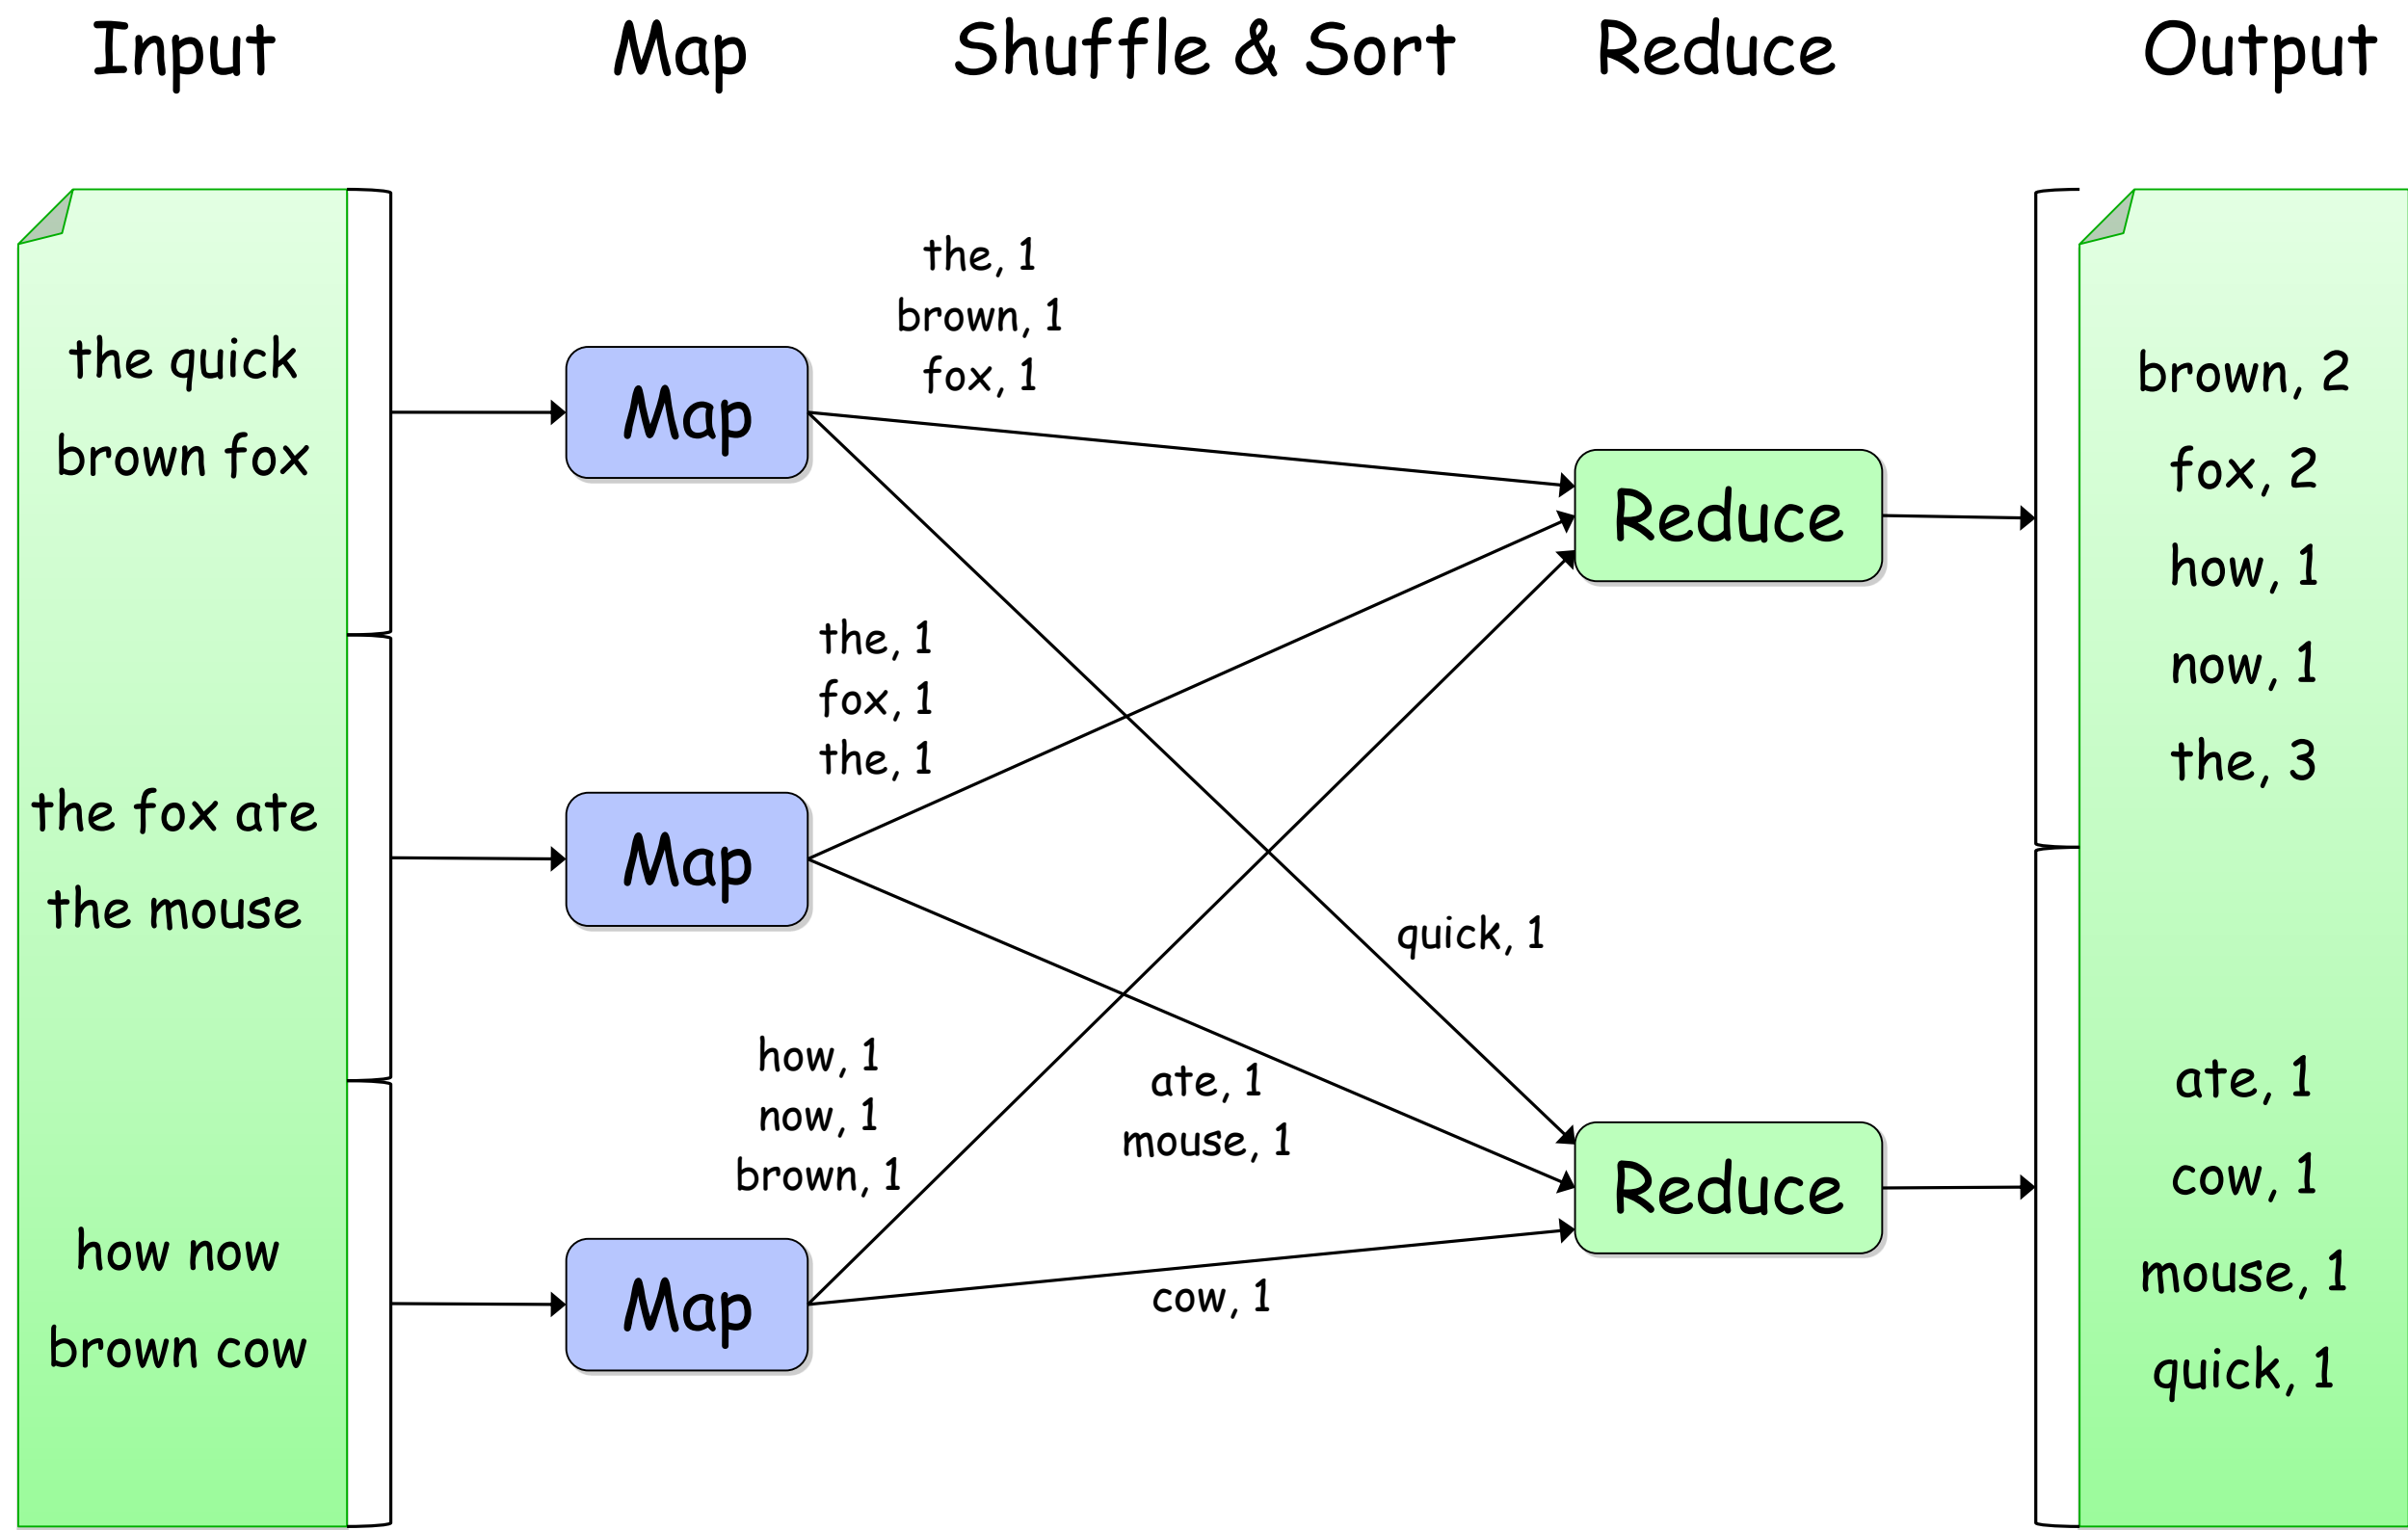 Input
Map
Shuffle & Sort
Reduce
Output
the quick
brown fox
the fox ate
the mouse
how now
brown cow
Map
Map
Map
the, 1
brown, 1
fox, 1
the, 1
fox, 1
the, 1
how, 1
now, 1
brown, 1
quick, 1
ate, 1
mouse, 1
cow, 1
Reduce
Reduce
brown, 2
fox, 2
how, 1
now, 1
the, 3
ate, 1
cow, 1
mouse, 1
quick, 1